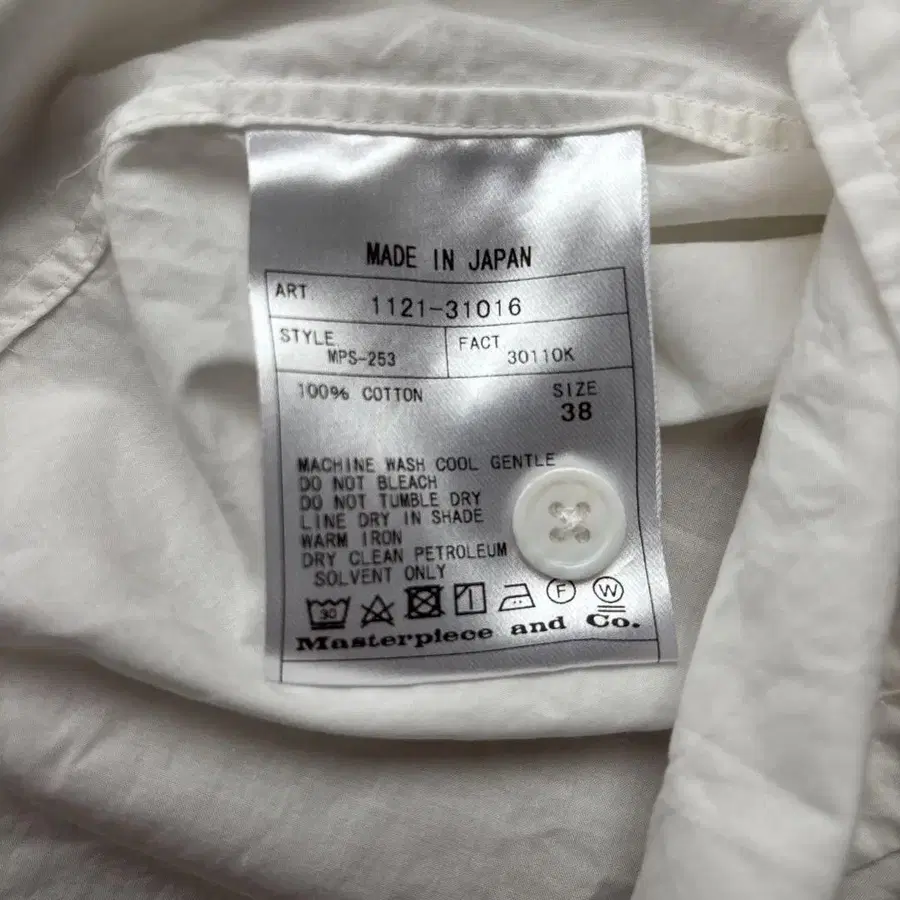 MADE IN JAPAN
ART. 1121-31016
STYLE MPS-253 FACT 30110K
100% COTTON SIZE 38
MACHINE WASH COOL GENTLE
DO NOT BLEACH
DO NOT TUMBLE DRY
LINE DRY IN SHADE
WARM IRON
DRY CLEAN PETROLEUM
SOLVENT ONLY
30 F W
Masterpiece and Co.